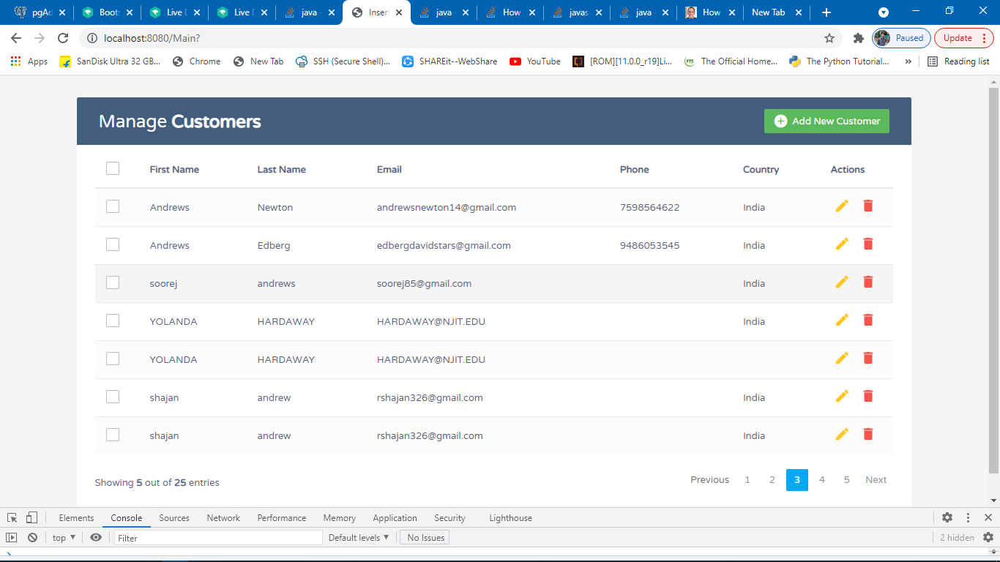 pgAd Boots Live D Live D java - Insert java - How javas java - How New Tab
localhost:8080/Main? Paused Update
Apps SanDisk Ultra 32 GB... Chrome New Tab SSH (Secure Shell)... SHAREit--WebShare YouTube [ROM][11.0.0_r19]Li... The Official Home... The Python Tutorial... » Reading list
Manage Customers Add New Customer
First Name Last Name Email Phone Country Actions
Andrews Newton andrewsnewton14@gmail.com 7598564622 India
Andrews Edberg edbergdavidstars@gmail.com 9486053545 India
soorej andrews soorej85@gmail.com India
YOLANDA HARDAWAY HARDAWAY@NJIT.EDU India
YOLANDA HARDAWAY HARDAWAY@NJIT.EDU
shajan andrew rshajan326@gmail.com India
shajan andrew rshajan326@gmail.com India
Showing 5 out of 25 entries Previous 1 2 3 4 5 Next
Elements Console Sources Network Performance Memory Application Security Lighthouse
top Filter Default levels No Issues 2 hidden